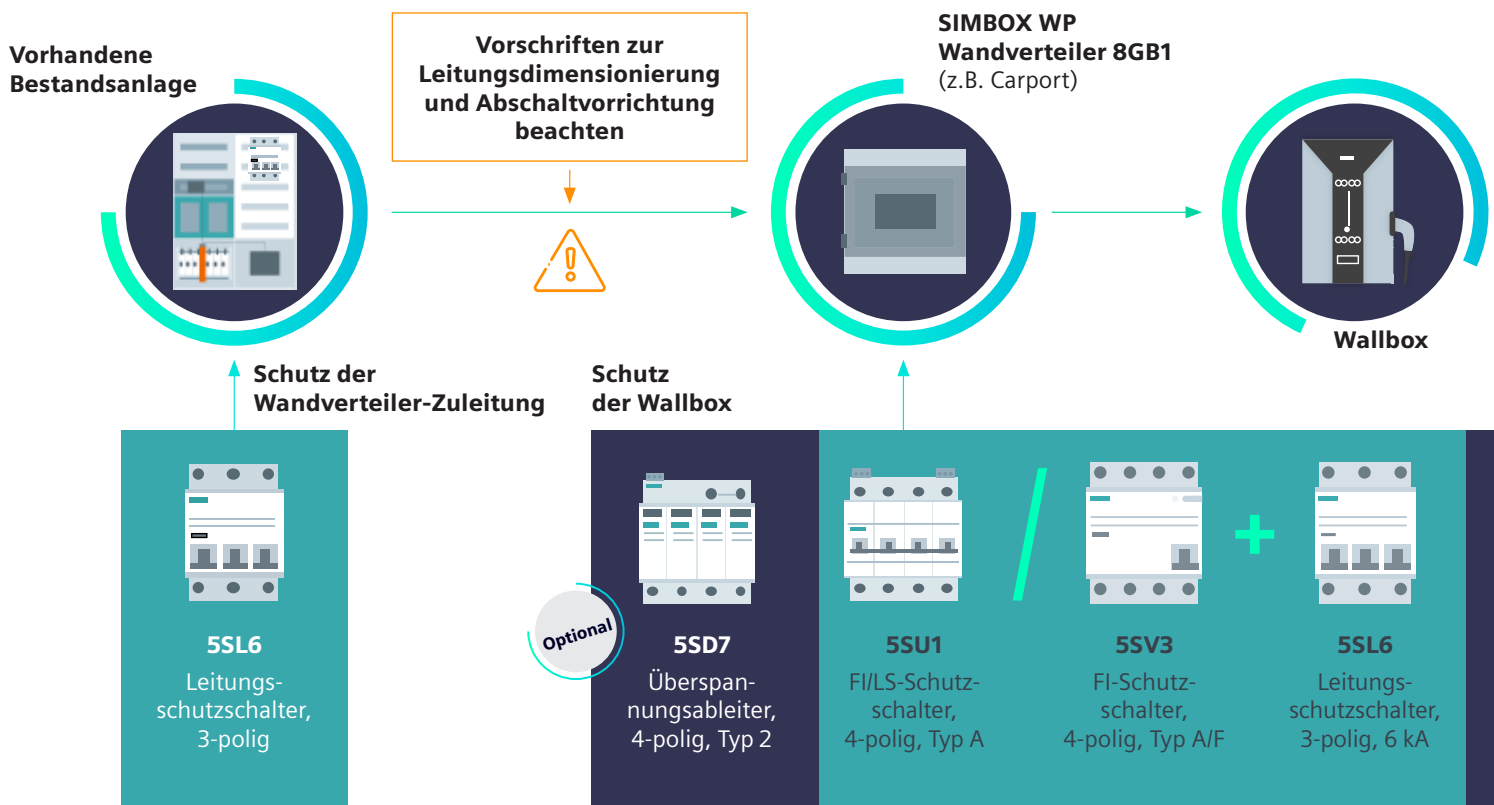 Vorhandene
Bestandsanlage
Vorschriften zur
Leitungsdimensionierung
und Abschaltvorrichtung
beachten
SIMBOX WP
Wandverteiler 8GB1
(z.B. Carport)
Wallbox
Schutz der
Wandverteiler-Zuleitung
Schutz
der Wallbox
5SL6
Leitungs-
schutzschalter,
3-polig
Optional
5SD7
Überspan-
nungsableiter,
4-polig, Typ 2
5SU1
FI/LS-Schutz-
schalter,
4-polig, Typ A
/
5SV3
FI-Schutz-
schalter,
4-polig, Typ A/F
+
5SL6
Leitungs-
schutzschalter,
3-polig, 6 kA